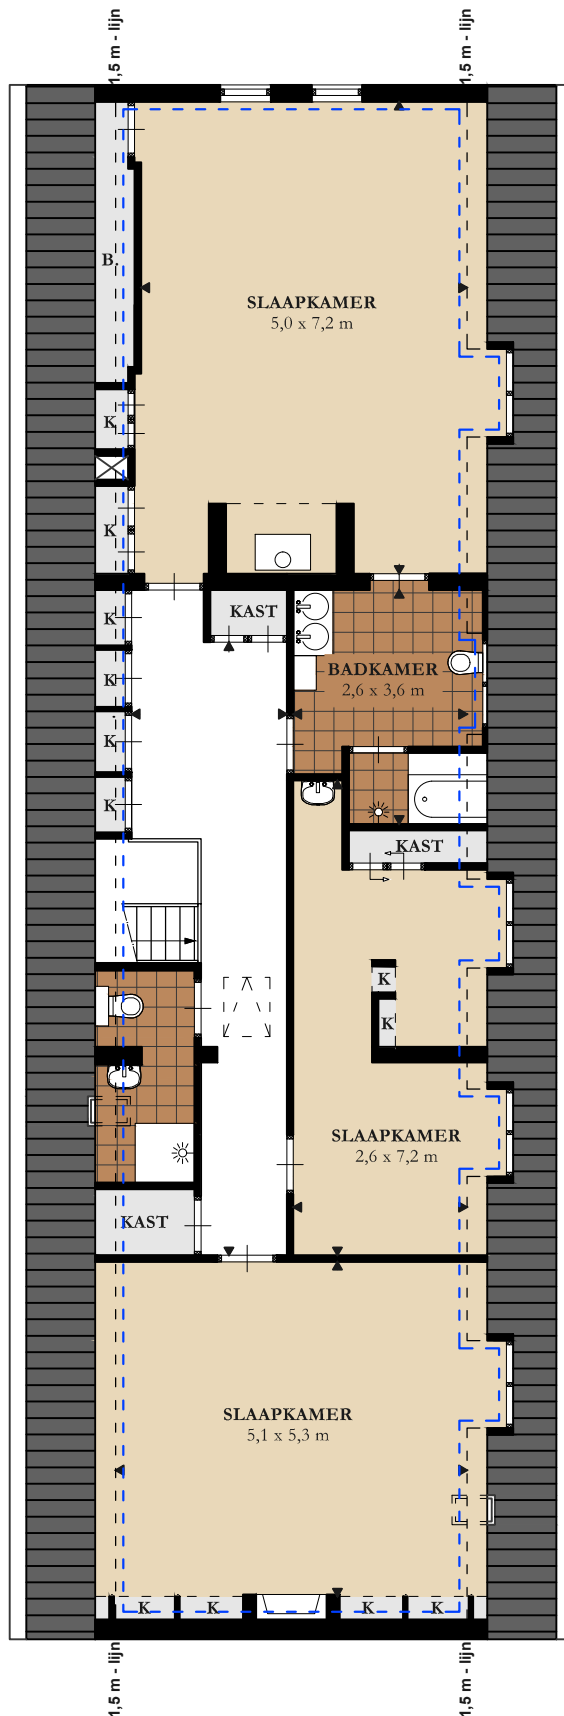 1,5 m - lijn
1,5 m - lijn
B.
SLAAPKAMER
5,0 x 7,2 m
K
K
K
KAST
K
BADKAMER
2,6 x 3,6 m
K
K
KAST
K
K
SLAAPKAMER
2,6 x 7,2 m
KAST
SLAAPKAMER
5,1 x 5,3 m
K
K
K
K
1,5 m - lijn
1,5 m - lijn